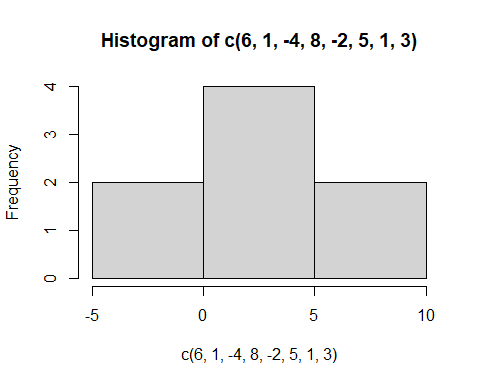 Histogram of c(6, 1, -4, 8, -2, 5, 1, 3)
4
3
2
1
0
Frequency
-5 0 5 10
c(6, 1, -4, 8, -2, 5, 1, 3)